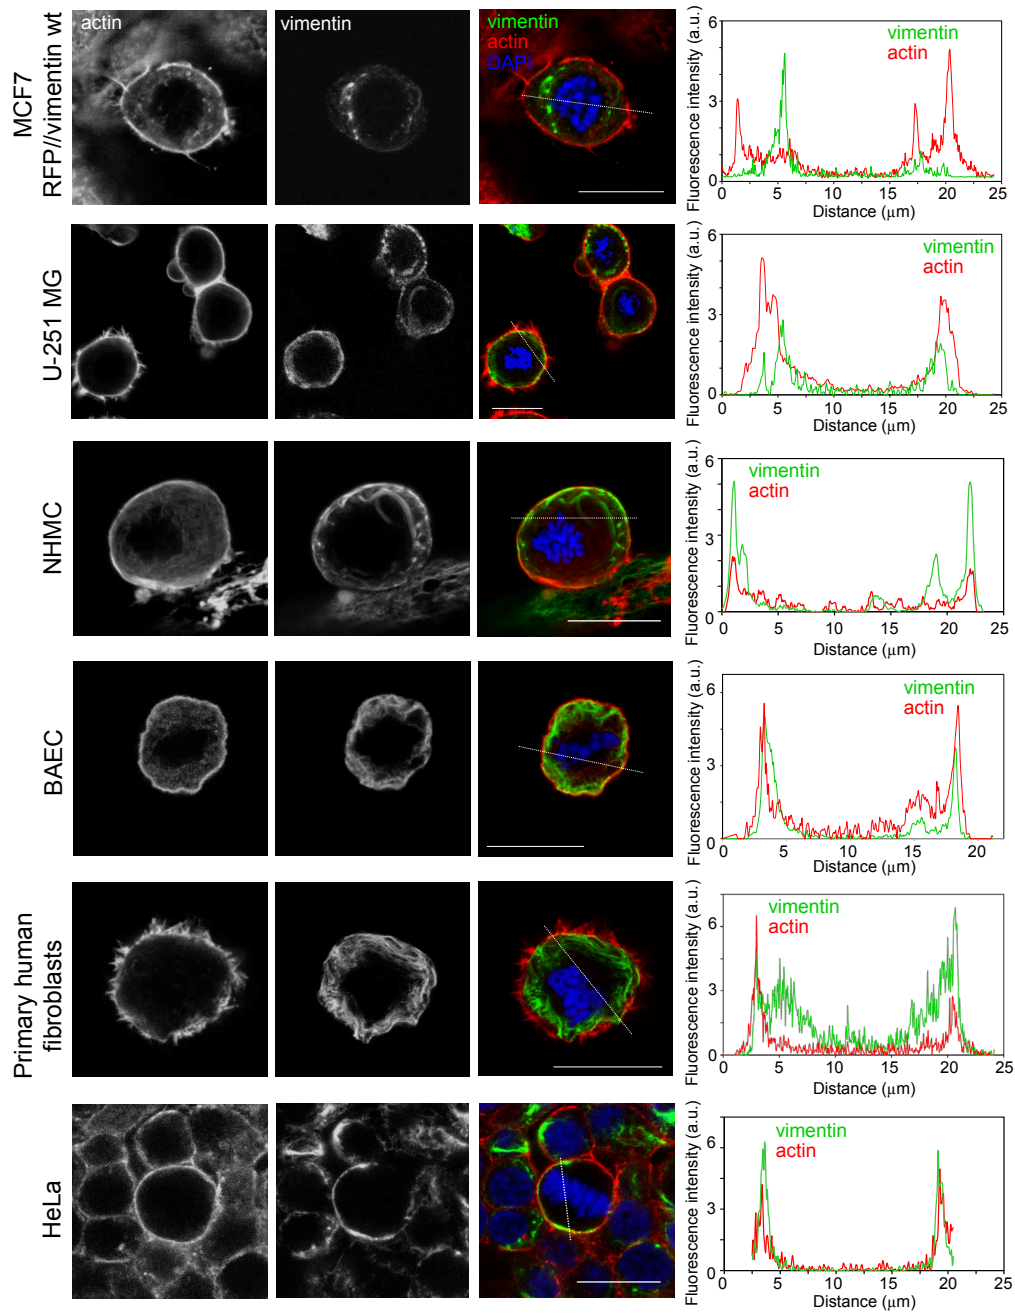 MCF7
RFP//vimentin wt
actin
vimentin
vimentin
actin
DAPI
Fluorescence intensity (a.u.)
6
3
0
vimentin
actin
0 5 10 15 20 25
Distance (μm)
U-251 MG
Fluorescence intensity (a.u.)
6
3
0
vimentin
actin
0 5 10 15 20 25
Distance (μm)
NHMC
Fluorescence intensity (a.u.)
6
3
0
vimentin
actin
0 5 10 15 20 25
Distance (μm)
BAEC
Fluorescence intensity (a.u.)
6
3
0
vimentin
actin
0 5 10 15 20
Distance (μm)
Primary human
fibroblasts
Fluorescence intensity (a.u.)
6
3
0
vimentin
actin
0 5 10 15 20 25
Distance (μm)
HeLa
Fluorescence intensity (a.u.)
6
3
0
vimentin
actin
0 5 10 15 20 25
Distance (μm)